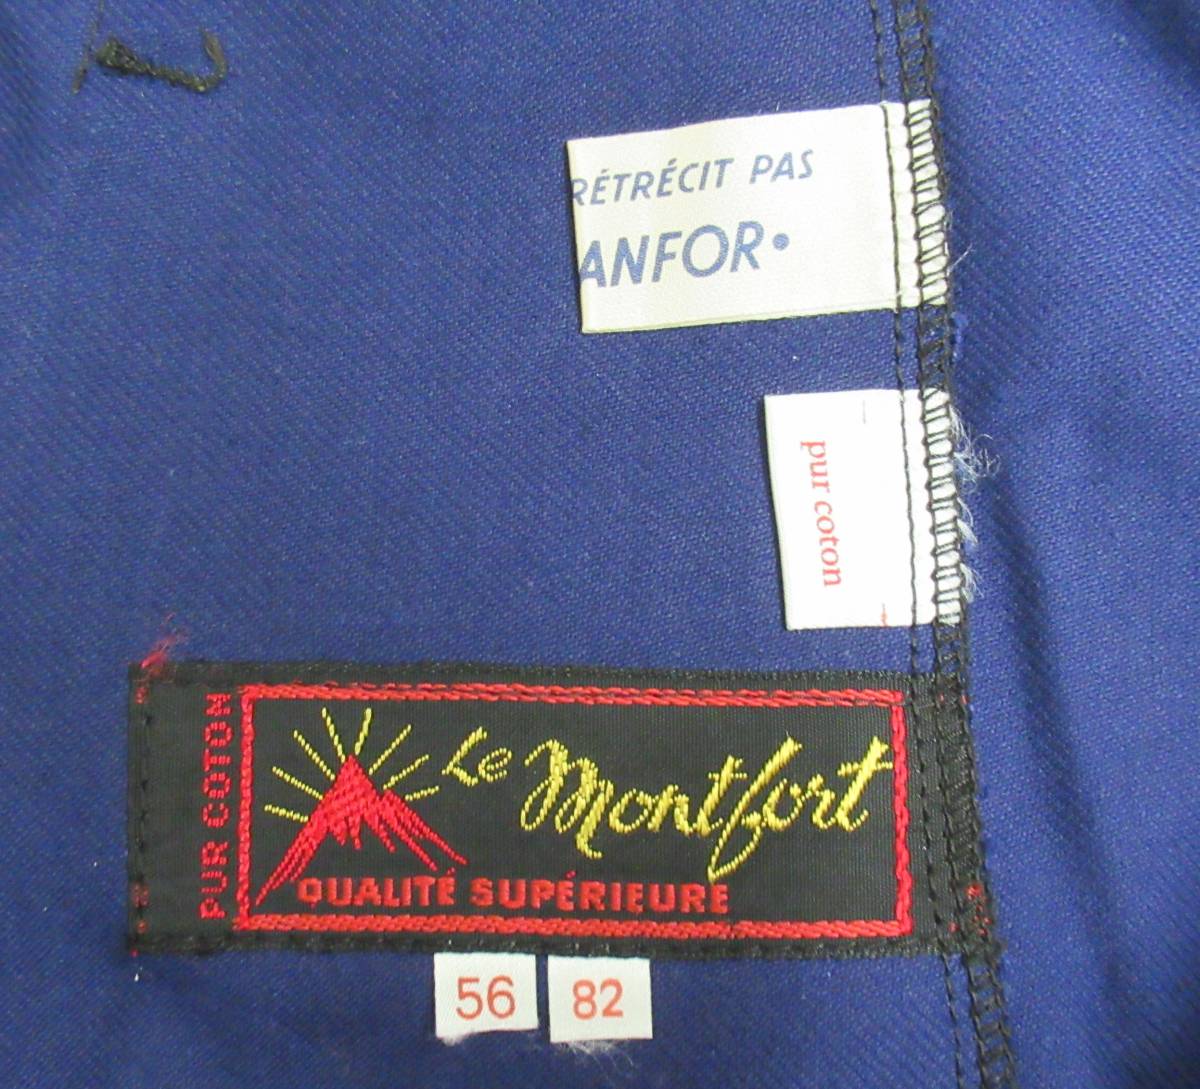 RÉTRÉCIT PAS
ANFOR•
pur coton
PUR COTON
Le Montfort
QUALITÉ SUPÉRIEURE
56 82